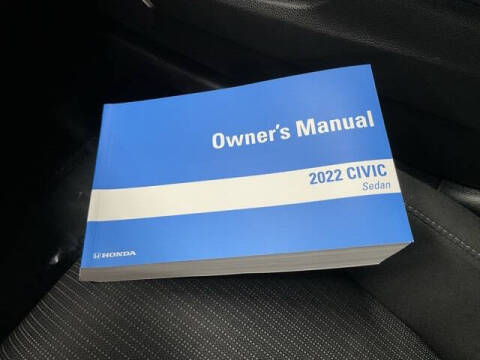 Owner's Manual
2022 CIVIC
Sedan
HONDA